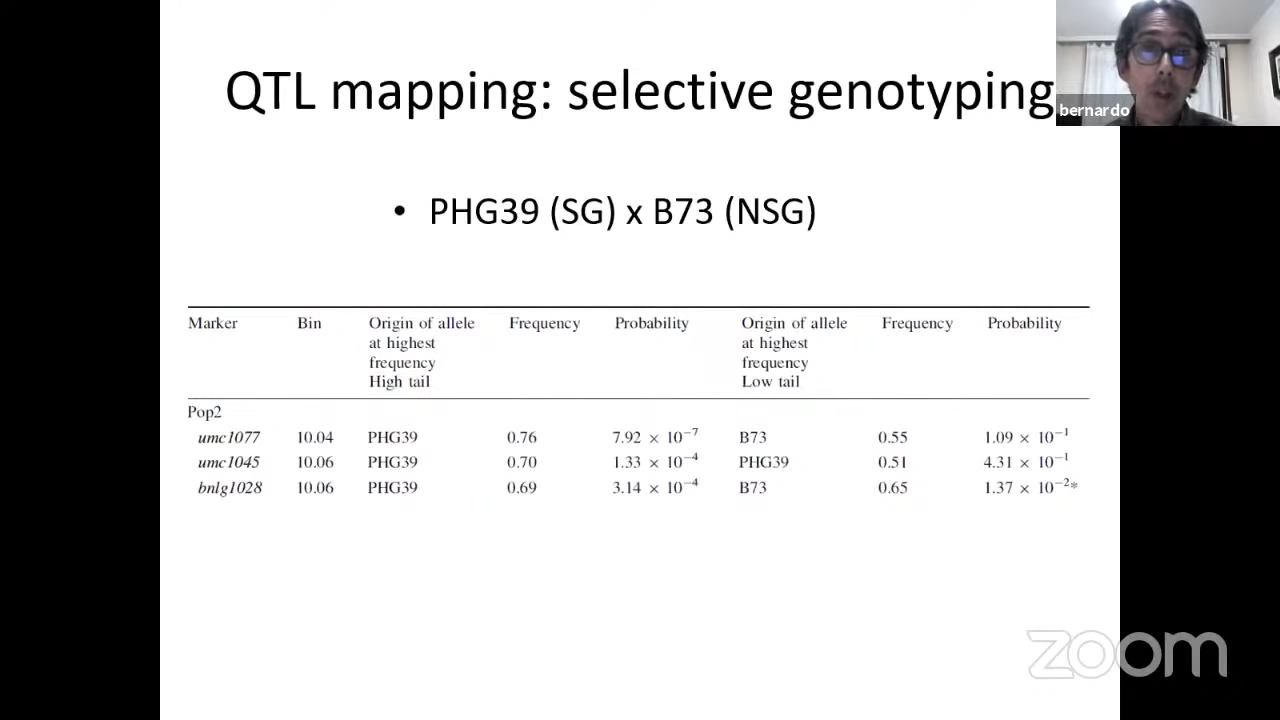 QTL mapping: selective genotyping
bernardo
• PHG39 (SG) x B73 (NSG)
Marker Bin Origin of allele at highest frequency High tail Frequency Probability Origin of allele at highest frequency Low tail Frequency Probability
Pop2
umc1077 10.04 PHG39 0.76 7.92 × 10⁻⁷ B73 0.55 1.09 × 10⁻¹
umc1045 10.06 PHG39 0.70 1.33 × 10⁻⁴ PHG39 0.51 4.31 × 10⁻¹
bnlg1028 10.06 PHG39 0.69 3.14 × 10⁻⁴ B73 0.65 1.37 × 10⁻²*
zoom